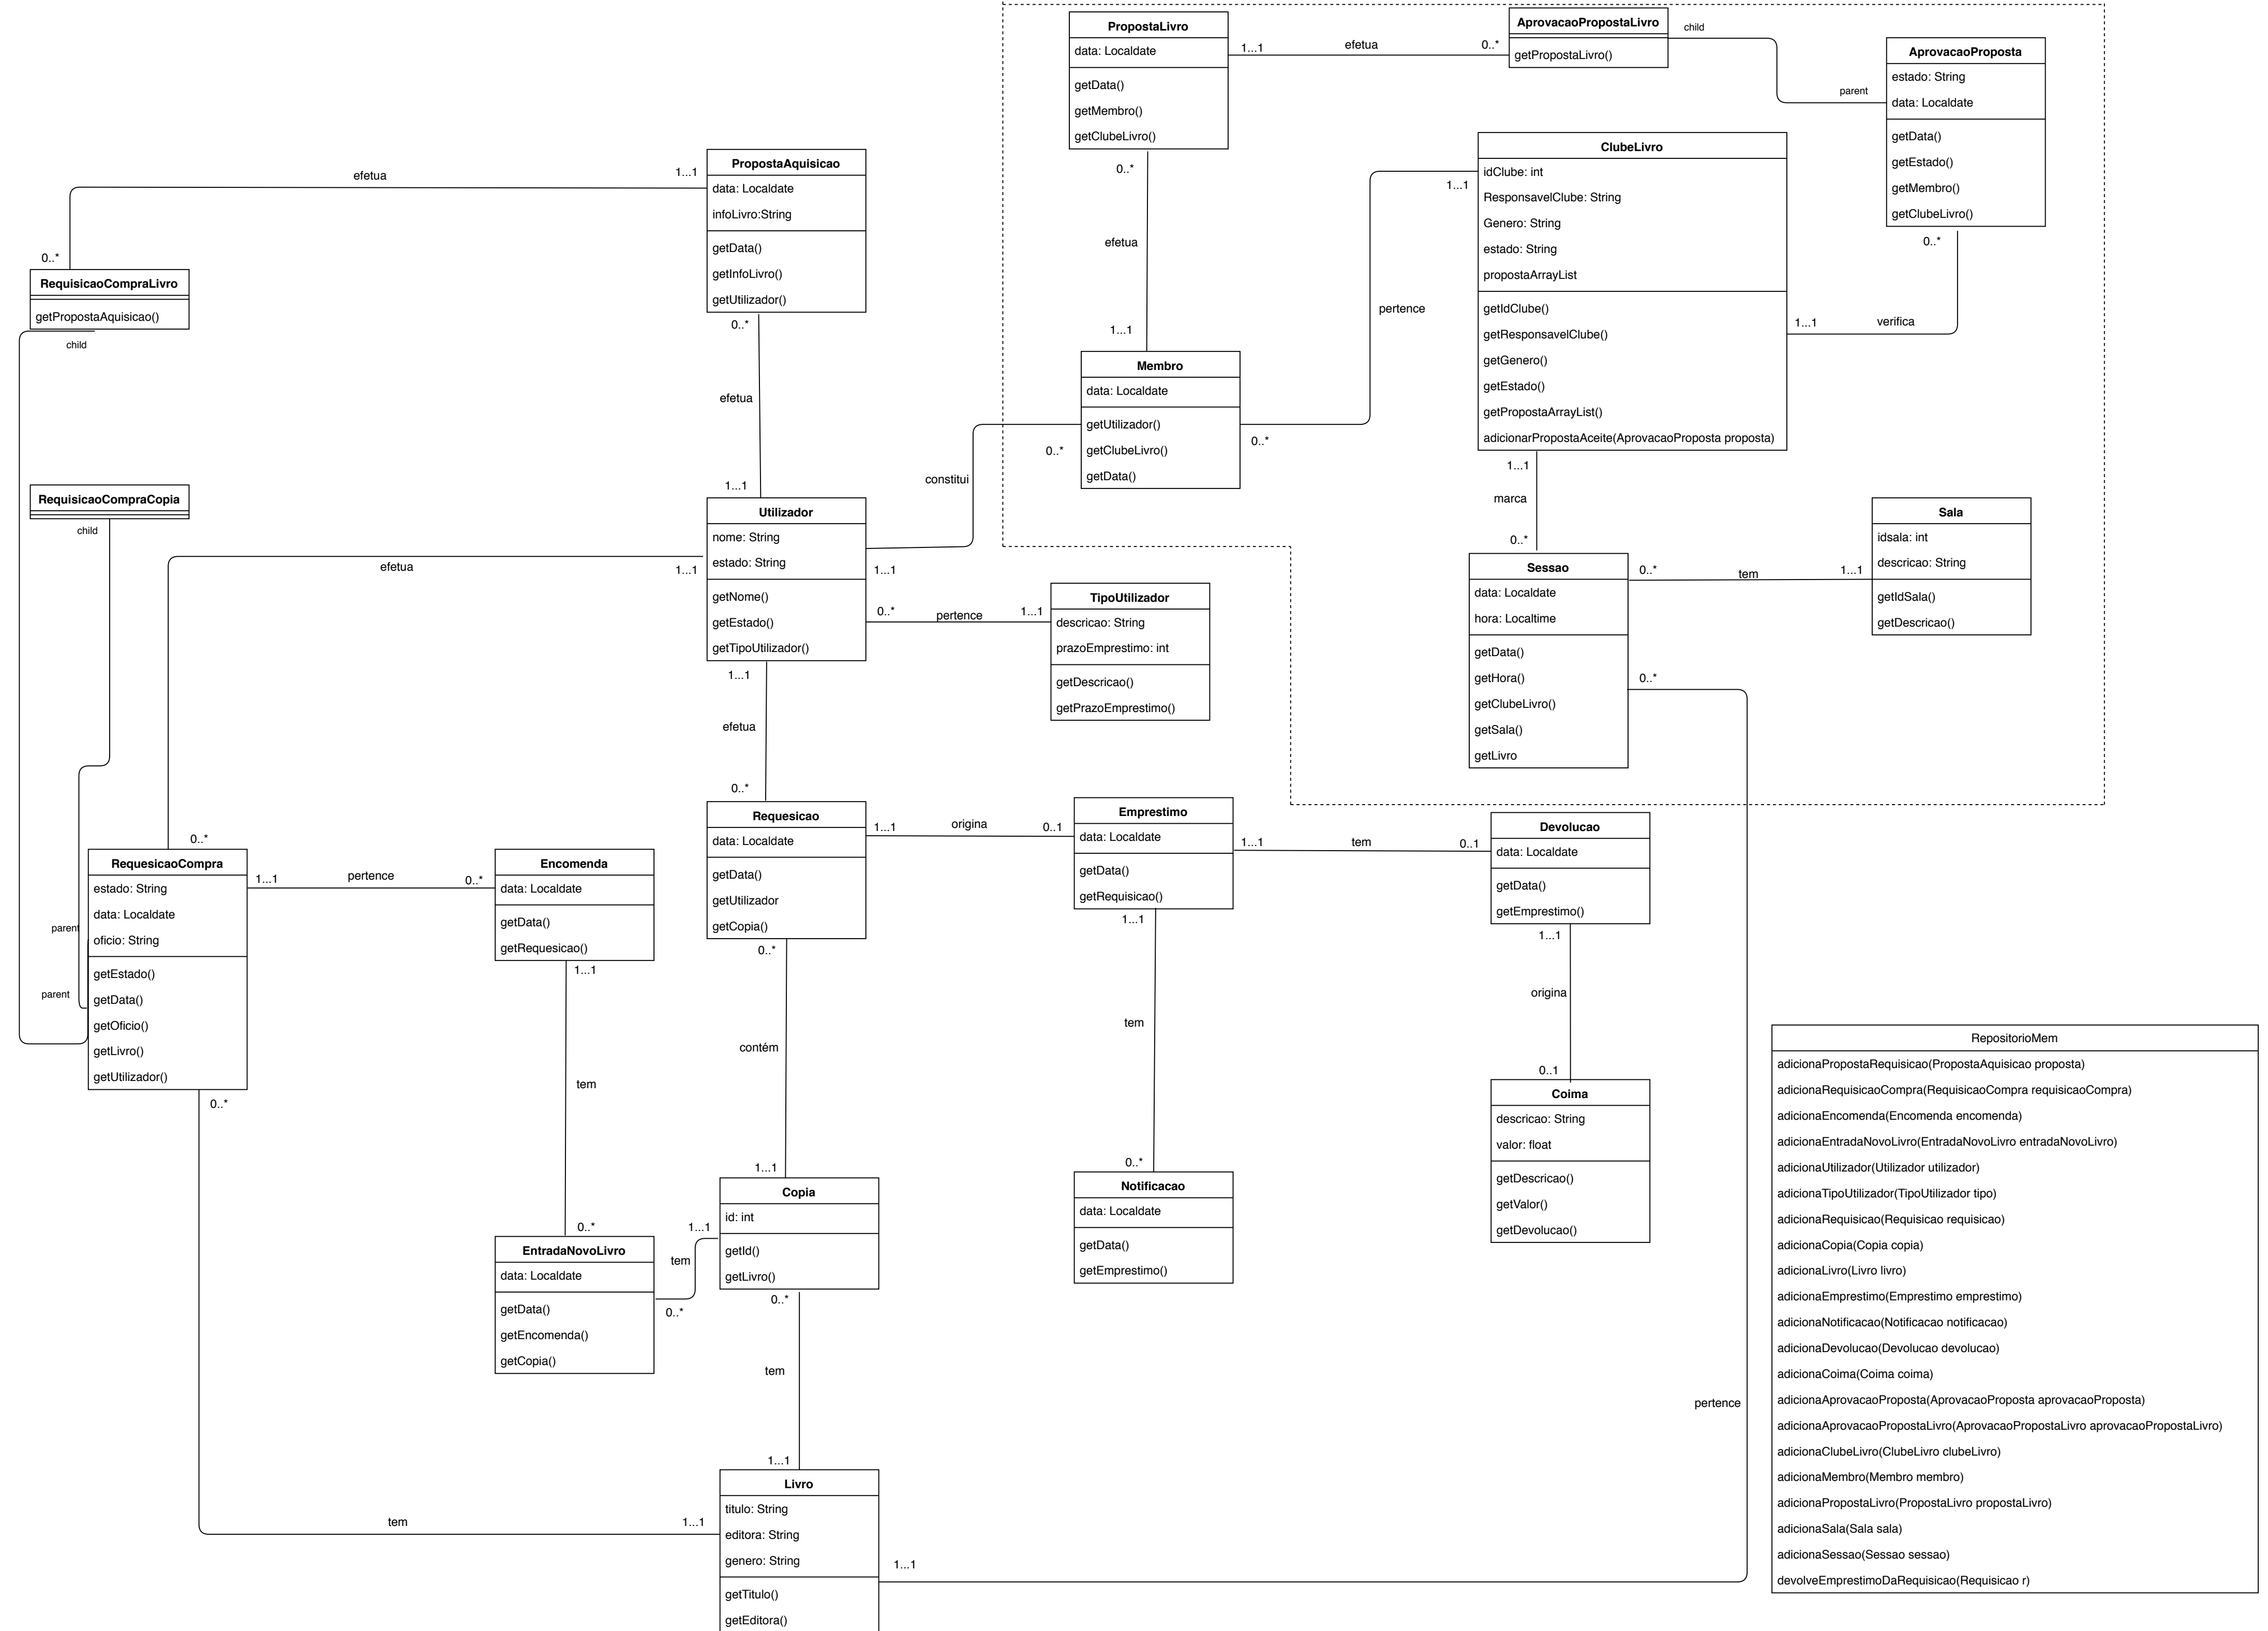 PropostaLivro
data: Localdate
getData()
getMembro()
getClubeLivro()
1...1
efetua
0..*
AprovacaoPropostaLivro
getPropostaLivro()
child
parent
AprovacaoProposta
estado: String
data: Localdate
getData()
getEstado()
getMembro()
getClubeLivro()
0..*
ClubeLivro
idClube: int
ResponsavelClube: String
Genero: String
estado: String
propostaArrayList
getIdClube()
getResponsavelClube()
getGenero()
getEstado()
getPropostaArrayList()
adicionarPropostaAceite(AprovacaoProposta proposta)
1...1
verifica
1...1
pertence
0..*
efetua
1...1
Membro
data: Localdate
getUtilizador()
getClubeLivro()
getData()
0..*
0..*
constitui
1...1
marca
0..*
Sessao
data: Localdate
hora: Localtime
getData()
getHora()
getClubeLivro()
getSala()
getLivro
0..*
tem
1...1
Sala
idsala: int
descricao: String
getIdSala()
getDescricao()
0..*
PropostaAquisicao
data: Localdate
infoLivro:String
getData()
getInfoLivro()
getUtilizador()
1...1
efetua
0..*
RequisicaoCompraLivro
getPropostaAquisicao()
child
0..*
efetua
1...1
RequisicaoCompraCopia
child
Utilizador
nome: String
estado: String
getNome()
getEstado()
getTipoUtilizador()
efetua
1...1
1...1
0..*
pertence
1...1
TipoUtilizador
descricao: String
prazoEmprestimo: int
getDescricao()
getPrazoEmprestimo()
1...1
efetua
0..*
0..*
RequesicaoCompra
estado: String
data: Localdate
oficio: String
getEstado()
getData()
getOficio()
getLivro()
getUtilizador()
parent
parent
1...1
pertence
0..*
Encomenda
data: Localdate
getData()
getRequesicao()
1...1
tem
0..*
Requesicao
data: Localdate
getData()
getUtilizador
getCopia()
1...1
origina
0..1
Emprestimo
data: Localdate
getData()
getRequisicao()
1...1
tem
0..1
Devolucao
data: Localdate
getData()
getEmprestimo()
1...1
origina
0..1
Coima
descricao: String
valor: float
getDescricao()
getValor()
getDevolucao()
1...1
tem
0..*
Notificacao
data: Localdate
getData()
getEmprestimo()
0..*
contém
1...1
Copia
id: int
getId()
getLivro()
EntradaNovoLivro
data: Localdate
getData()
getEncomenda()
getCopia()
1...1
tem
0..*
0..*
tem
1...1
Livro
titulo: String
editora: String
genero: String
getTitulo()
getEditora()
0..*
tem
1...1
1...1
pertence
RepositorioMem
adicionaPropostaRequisicao(PropostaAquisicao proposta)
adicionaRequisicaoCompra(RequisicaoCompra requisicaoCompra)
adicionaEncomenda(Encomenda encomenda)
adicionaEntradaNovoLivro(EntradaNovoLivro entradaNovoLivro)
adicionaUtilizador(Utilizador utilizador)
adicionaTipoUtilizador(TipoUtilizador tipo)
adicionaRequisicao(Requisicao requisicao)
adicionaCopia(Copia copia)
adicionaLivro(Livro livro)
adicionaEmprestimo(Emprestimo emprestimo)
adicionaNotificacao(Notificacao notificacao)
adicionaDevolucao(Devolucao devolucao)
adicionaCoima(Coima coima)
adicionaAprovacaoProposta(AprovacaoProposta aprovacaoProposta)
adicionaAprovacaoPropostaLivro(AprovacaoPropostaLivro aprovacaoPropostaLivro)
adicionaClubeLivro(ClubeLivro clubeLivro)
adicionaMembro(Membro membro)
adicionaPropostaLivro(PropostaLivro propostaLivro)
adicionaSala(Sala sala)
adicionaSessao(Sessao sessao)
devolveEmprestimoDaRequisicao(Requisicao r)